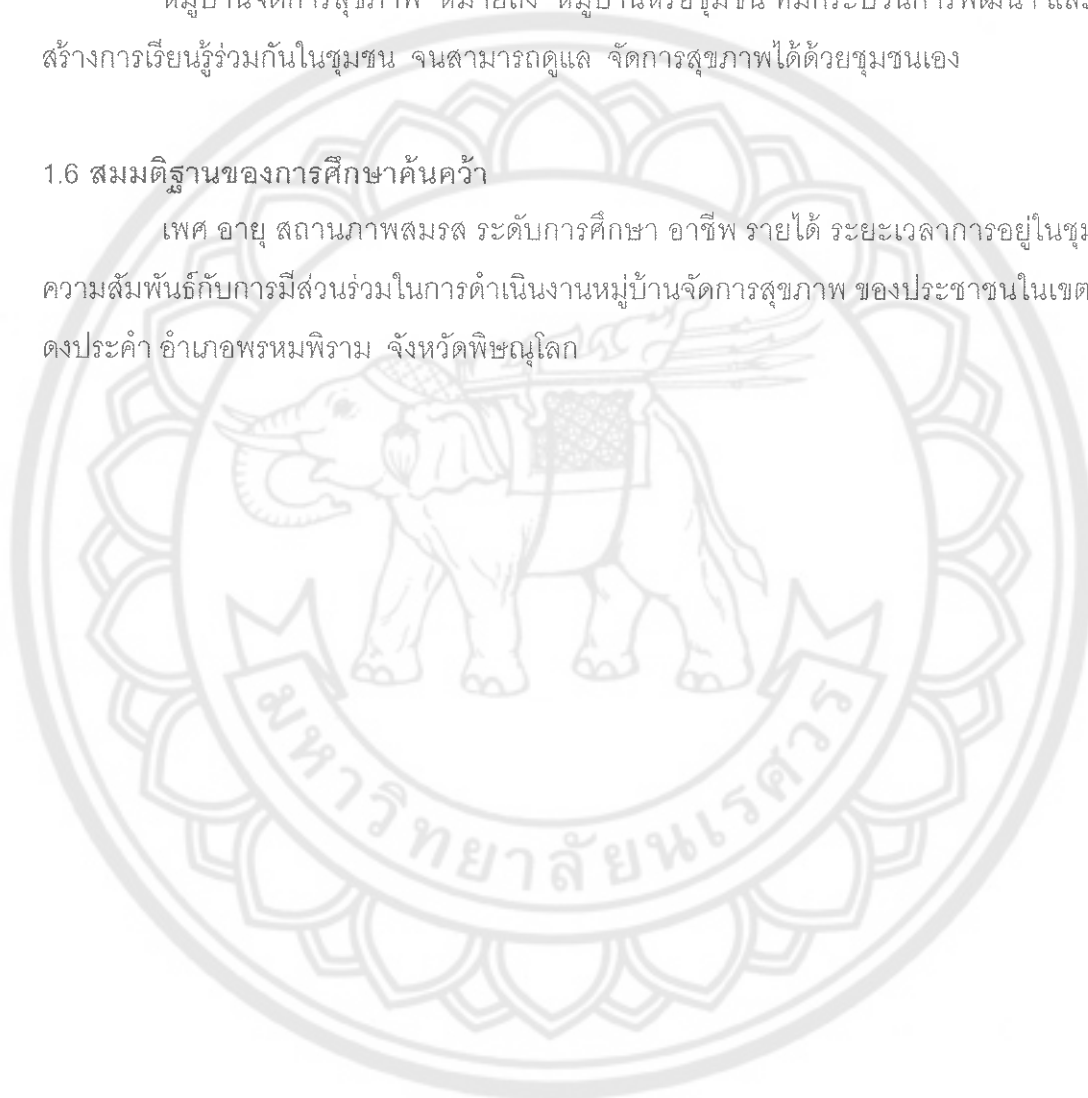 หมู่บ้านจัดการสุขภาพ หมายถึง หมู่บ้านหรือชุมชน ที่มีกระบวนการพัฒนา และ
สร้างการเรียนรู้ร่วมกันในชุมชน จนสามารถดูแล จัดการสุขภาพได้ด้วยชุมชนเอง
1.6 สมมติฐานของการศึกษาค้นคว้า
เพศ อายุ สถานภาพสมรส ระดับการศึกษา อาชีพ รายได้ ระยะเวลาการอยู่ใน
ความสัมพันธ์กับการมีส่วนร่วมในการดำเนินงานหมู่บ้านจัดการสุขภาพ ของประชาชนในเขต
ดงประคำ อำเภอพรหมพิราม จังหวัดพิษณุโลก
มหาวิทยาลัยนเรศวร